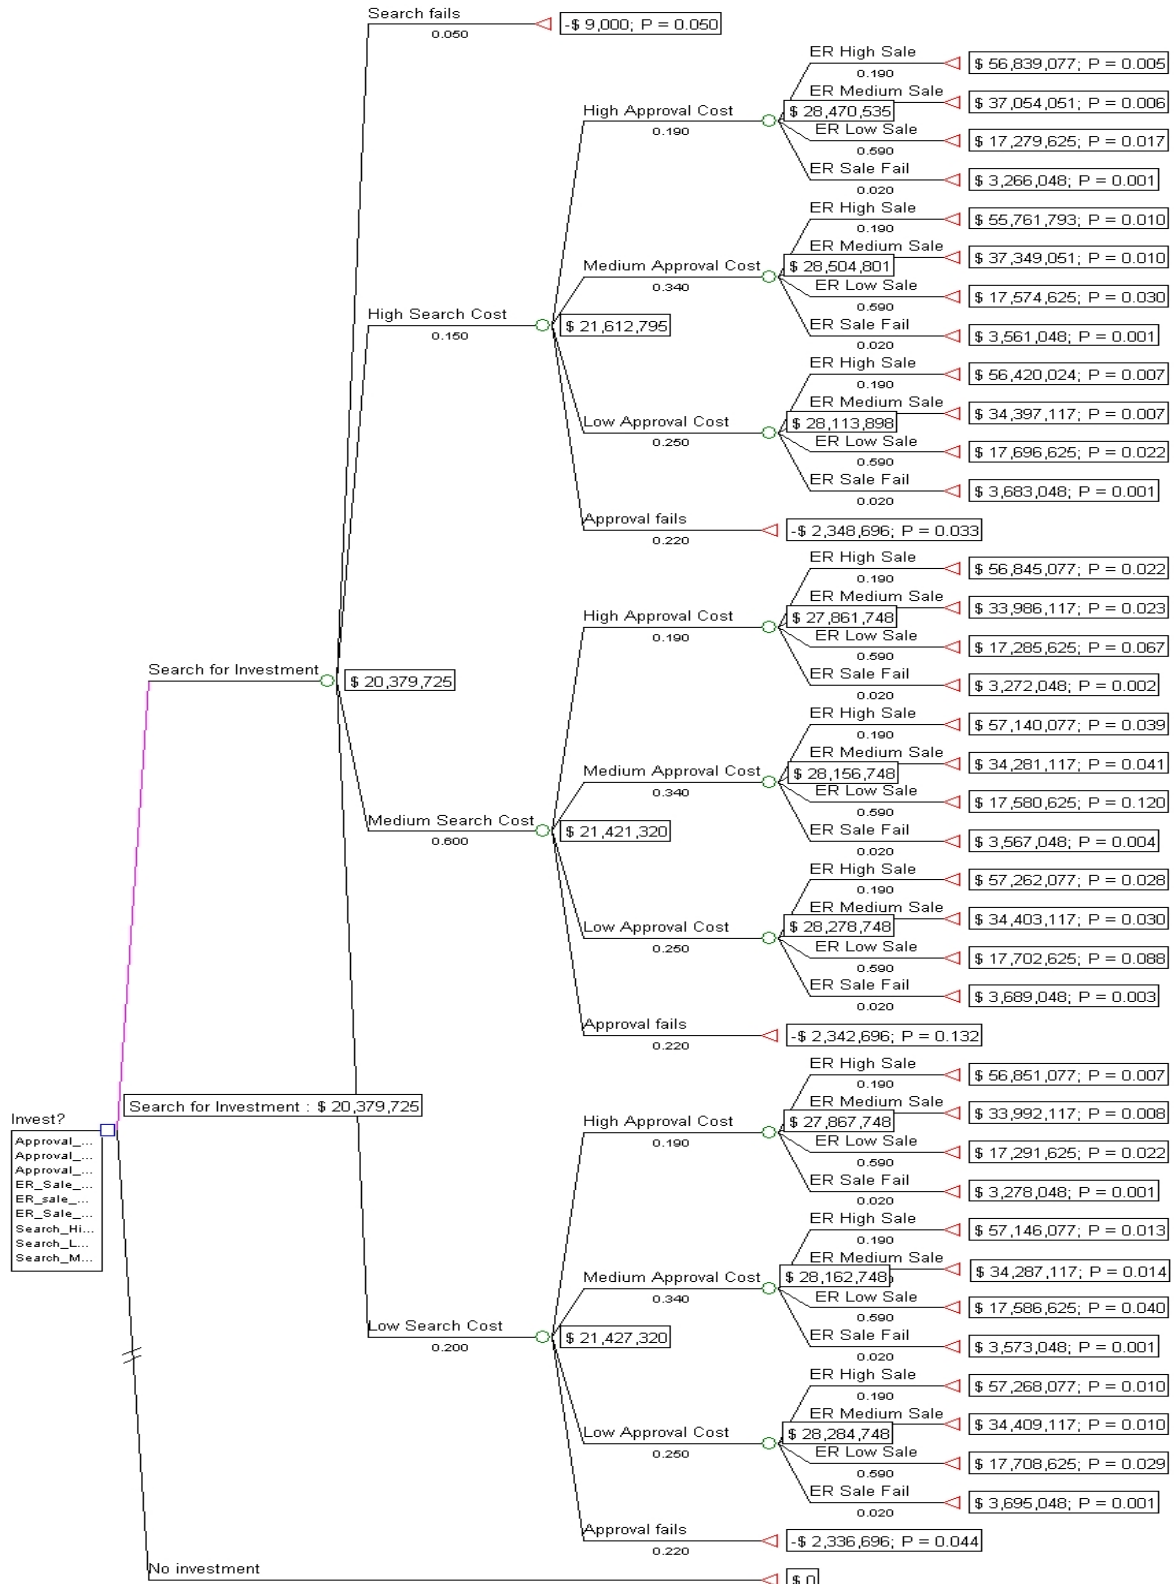 Search fails
0.050
-$ 9,000; P = 0.050
ER High Sale
0.190
$ 56,839,077; P = 0.005
ER Medium Sale
$ 37,054,051; P = 0.006
High Approval Cost
0.190
$ 28,470,535
ER Low Sale
0.590
$ 17,279,625; P = 0.017
ER Sale Fail
0.020
$ 3,266,048; P = 0.001
ER High Sale
0.190
$ 55,761,793; P = 0.010
ER Medium Sale
$ 37,349,051; P = 0.010
Medium Approval Cost
0.340
$ 28,504,801
ER Low Sale
0.590
$ 17,574,625; P = 0.030
High Search Cost
0.150
$ 21,612,795
ER Sale Fail
0.020
$ 3,561,048; P = 0.001
ER High Sale
0.190
$ 56,420,024; P = 0.007
ER Medium Sale
$ 34,397,117; P = 0.007
Low Approval Cost
0.250
$ 28,113,898
ER Low Sale
0.590
$ 17,696,625; P = 0.022
ER Sale Fail
0.020
$ 3,683,048; P = 0.001
Approval fails
0.220
-$ 2,348,696; P = 0.033
ER High Sale
0.190
$ 56,845,077; P = 0.022
ER Medium Sale
$ 33,986,117; P = 0.023
High Approval Cost
0.190
$ 27,861,748
ER Low Sale
0.590
$ 17,285,625; P = 0.067
Search for Investment
$ 20,379,725
ER Sale Fail
0.020
$ 3,272,048; P = 0.002
ER High Sale
0.190
$ 57,140,077; P = 0.039
ER Medium Sale
$ 34,281,117; P = 0.041
Medium Approval Cost
0.340
$ 28,156,748
ER Low Sale
0.590
$ 17,580,625; P = 0.120
Medium Search Cost
0.600
$ 21,421,320
ER Sale Fail
0.020
$ 3,567,048; P = 0.004
ER High Sale
0.190
$ 57,262,077; P = 0.028
ER Medium Sale
$ 34,403,117; P = 0.030
Low Approval Cost
0.250
$ 28,278,748
ER Low Sale
0.590
$ 17,702,625; P = 0.088
ER Sale Fail
0.020
$ 3,689,048; P = 0.003
Approval fails
0.220
-$ 2,342,696; P = 0.132
ER High Sale
0.190
$ 56,851,077; P = 0.007
Search for Investment : $ 20,379,725
ER Medium Sale
$ 33,992,117; P = 0.008
High Approval Cost
0.190
$ 27,867,748
ER Low Sale
0.590
$ 17,291,625; P = 0.022
ER Sale Fail
0.020
$ 3,278,048; P = 0.001
Invest?
Approval_...
Approval_...
Approval_...
ER_Sale_...
ER_sale_...
ER_Sale_...
Search_Hi...
Search_L...
Search_M...
ER High Sale
0.190
$ 57,146,077; P = 0.013
ER Medium Sale
$ 34,287,117; P = 0.014
Medium Approval Cost
0.340
$ 28,162,748
ER Low Sale
0.590
$ 17,586,625; P = 0.040
Low Search Cost
0.200
$ 21,427,320
ER Sale Fail
0.020
$ 3,573,048; P = 0.001
ER High Sale
0.190
$ 57,268,077; P = 0.010
ER Medium Sale
$ 34,409,117; P = 0.010
Low Approval Cost
0.250
$ 28,284,748
ER Low Sale
0.590
$ 17,708,625; P = 0.029
ER Sale Fail
0.020
$ 3,695,048; P = 0.001
Approval fails
0.220
-$ 2,336,696; P = 0.044
No investment
$ 0